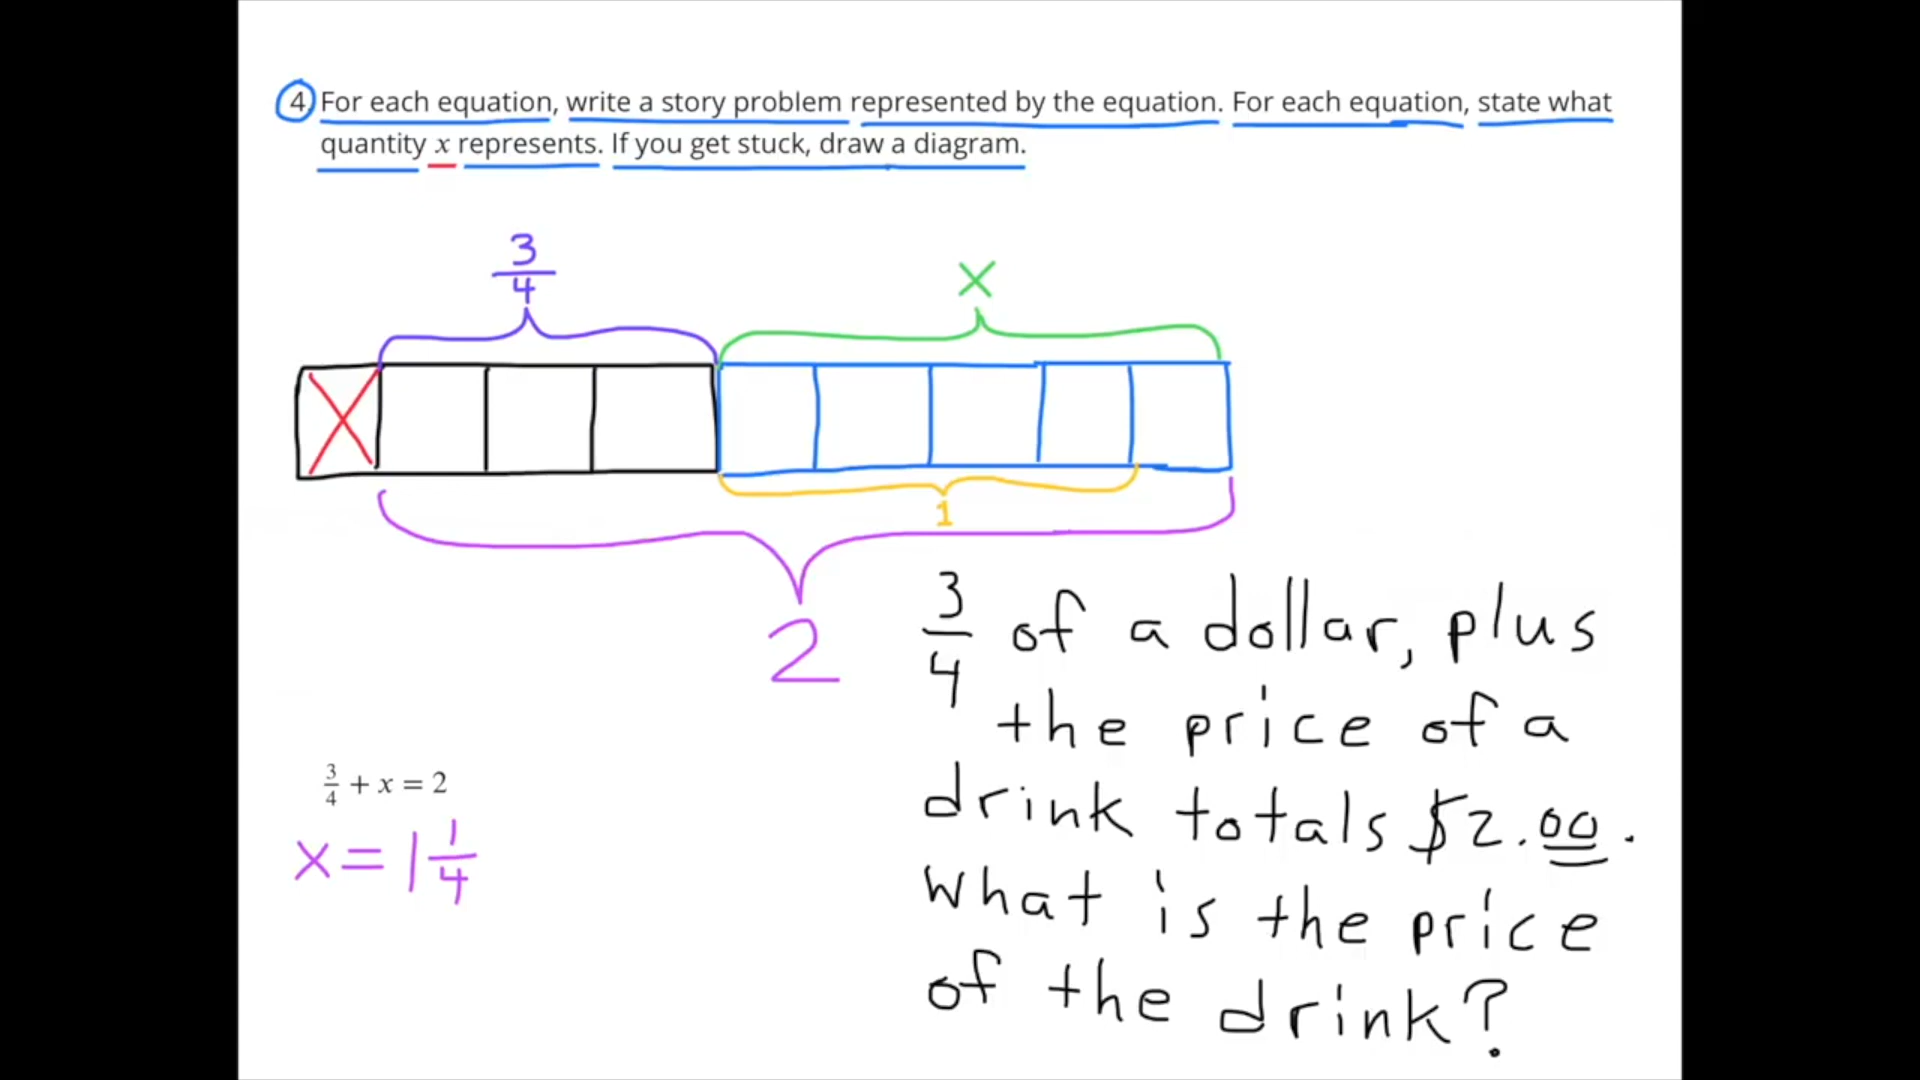 4. For each equation, write a story problem represented by the equation. For each equation, state what
quantity x represents. If you get stuck, draw a diagram.
3/4
x
1
2
3/4 of a dollar, plus
the price of a
drink totals $2.00.
What is the price
of the drink?
3/4 + x = 2
x = 1 1/4